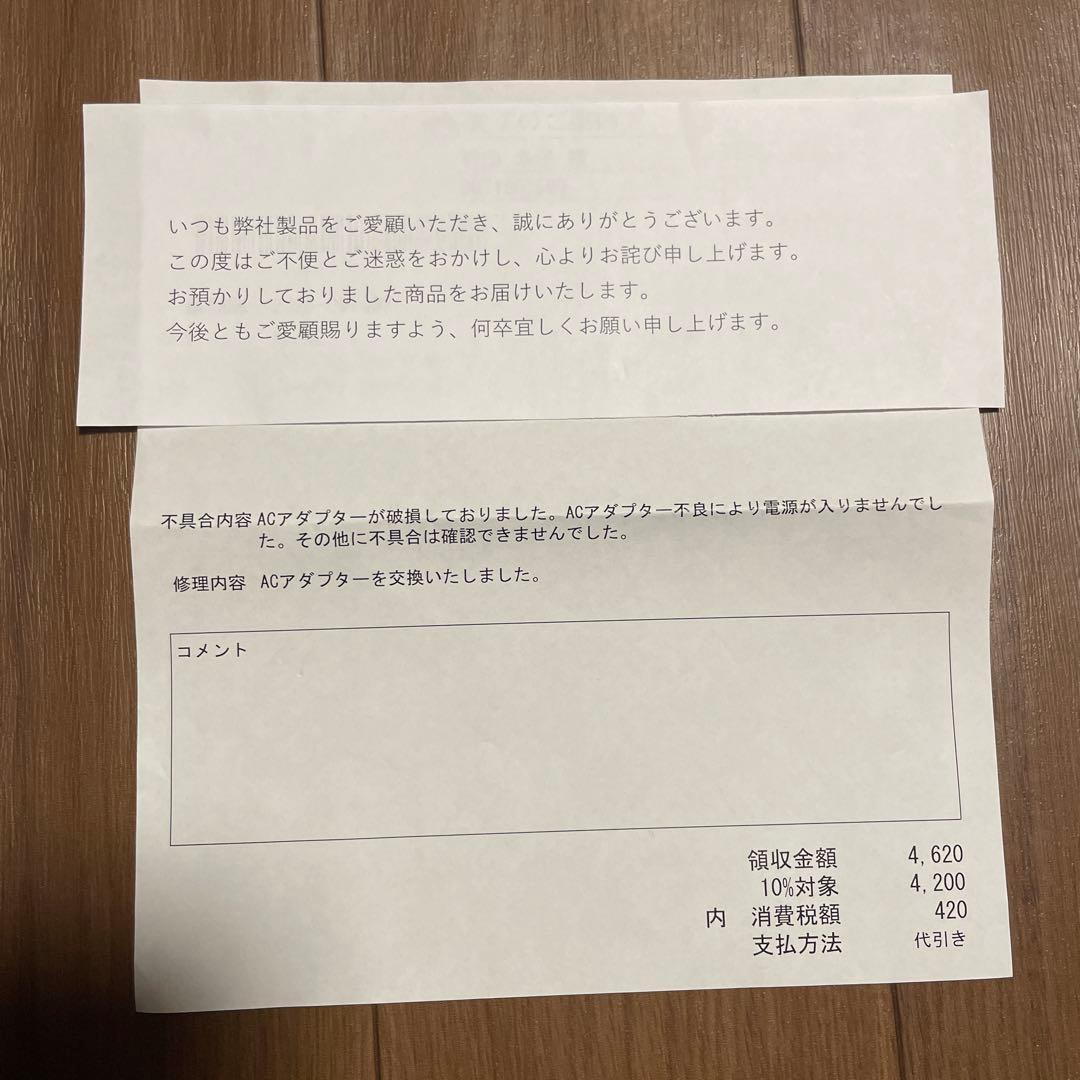 いつも弊社製品をご愛顧いただき、誠にありがとうございます。
この度はご不便とご迷惑をおかけし、心よりお詫び申し上げます。
お預かりしておりました商品をお届けいたします。
今後ともご愛顧賜りますよう、何卒宜しくお願い申し上げます。
不具合内容 ACアダプターが破損しておりました。ACアダプター不良により電源が入りませんでし
た。その他に不具合は確認できませんでした。
修理内容 ACアダプターを交換いたしました。
コメント
領収金額 4,620
10%対象 4,200
内 消費税額 420
支払方法 代引き